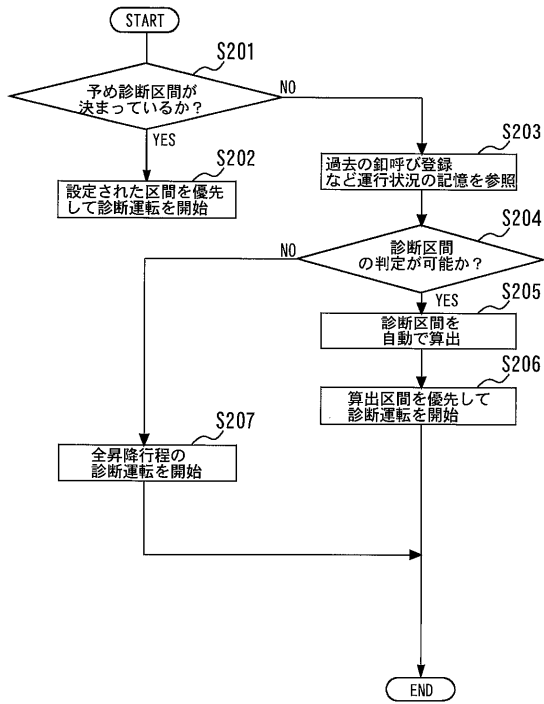 START
S201
予め診断区間が
決まっているか？
NO
YES
S202
設定された区間を優先
して診断運転を開始
S203
過去の釦呼び登録
など運行状況の記憶を参照
S204
診断区間
の判定が可能か？
NO
YES
S205
診断区間を
自動で算出
S206
算出区間を優先して
診断運転を開始
S207
全昇降行程の
診断運転を開始
END